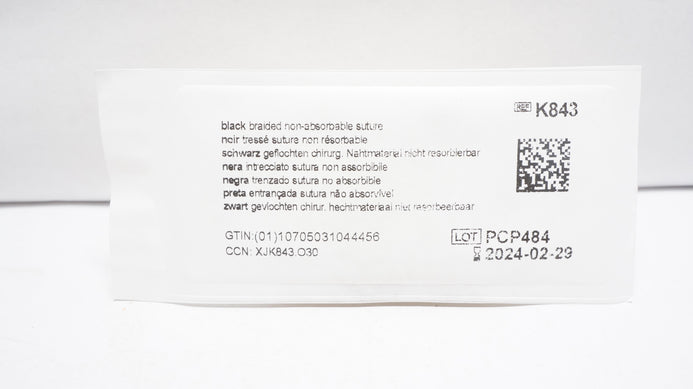 REF K843
black braided non-absorbable suture
noir tressé suture non résorbable
schwarz geflochten chirurg. Nahtmaterial nicht resorbierbar
nera intrecciato sutura non assorbibile
negra trenzado sutura no absorbible
preta entrançada sutura não absorvível
zwart gevlochten chirur. hechtmateriaal niet resorbeerbaar
GTIN:(01)10705031044456
CCN: XJK843.O30
LOT PCP484
2024-02-29